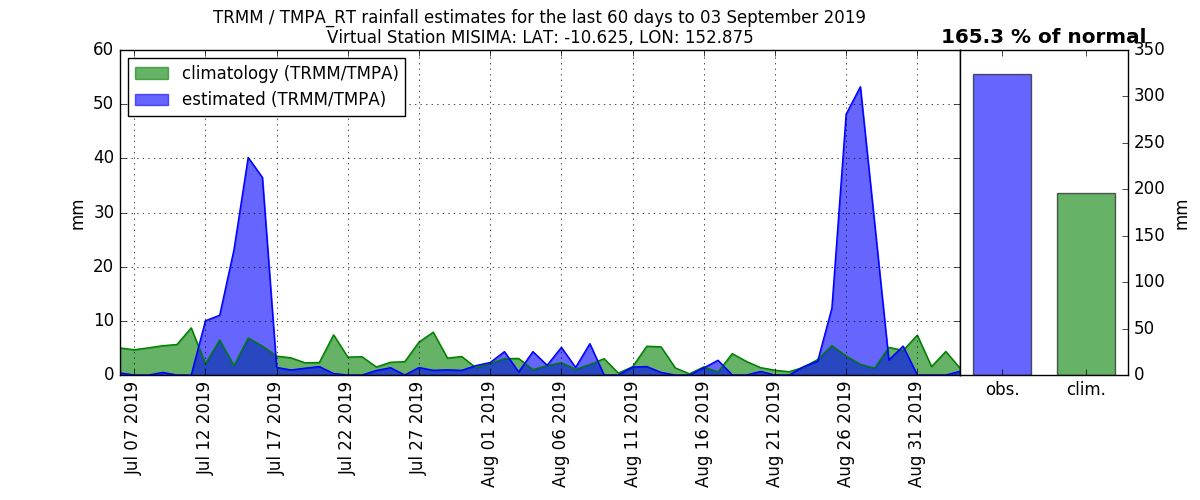 TRMM / TMPA_RT rainfall estimates for the last 60 days to 03 September 2019
Virtual Station MISIMA: LAT: -10.625, LON: 152.875
165.3 % of normal
climatology (TRMM/TMPA)
estimated (TRMM/TMPA)
60
50
40
30
20
10
0
mm
350
300
250
200
150
100
50
0
mm
Jul 07 2019
Jul 12 2019
Jul 17 2019
Jul 22 2019
Jul 27 2019
Aug 01 2019
Aug 06 2019
Aug 11 2019
Aug 16 2019
Aug 21 2019
Aug 26 2019
Aug 31 2019
obs.
clim.